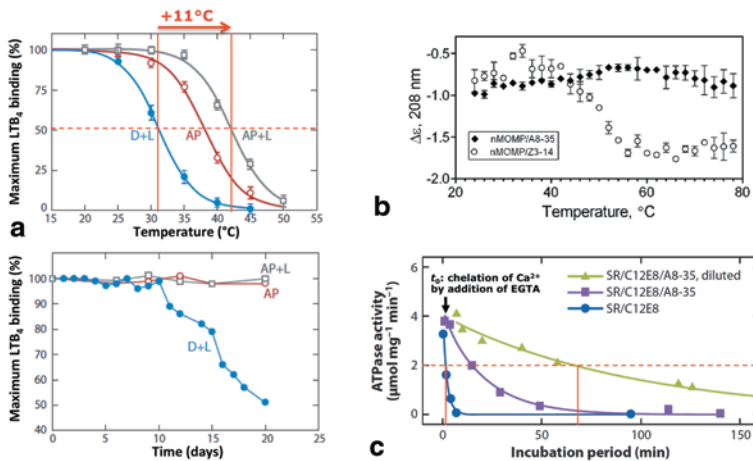 +11°C
Maximum LTB4 binding (%)
100
75
50
25
0
D+L
AP
AP+L
15
20
25
30
35
40
45
50
55
Temperature (°C)
a
Δε, 208 nm
-0.5
-1.0
-1.5
-2.0
nMOMP/A8-35
nMOMP/Z3-14
20
40
60
80
Temperature, °C
b
Maximum LTB4 binding (%)
100
90
80
70
60
50
40
AP+L
AP
D+L
0
5
10
15
20
25
Time (days)
t0: chelation of Ca2+
by addition of EGTA
SR/C12E8/A8-35, diluted
SR/C12E8/A8-35
SR/C12E8
ATPase activity
(μmol mg−1 min−1)
6
4
2
0
0
50
100
150
Incubation period (min)
c